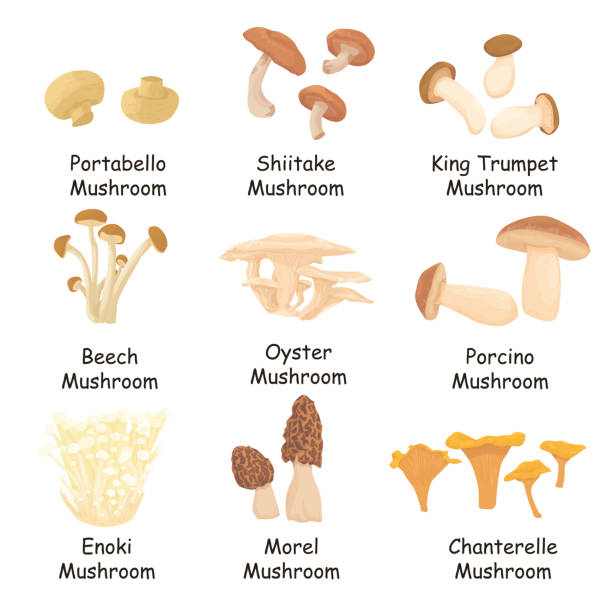 Portabello
Mushroom
Shiitake
Mushroom
King Trumpet
Mushroom
Beech
Mushroom
Oyster
Mushroom
Porcino
Mushroom
Enoki
Mushroom
Morel
Mushroom
Chanterelle
Mushroom